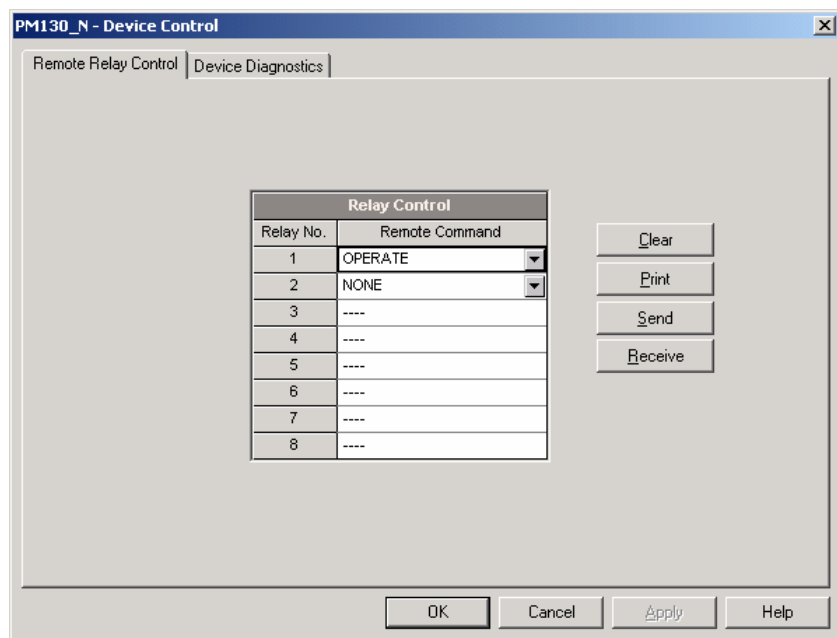 PM130_N - Device Control
Remote Relay Control Device Diagnostics
Relay Control
Relay No. Remote Command
1 OPERATE
2 NONE
3 ----
4 ----
5 ----
6 ----
7 ----
8 ----
Clear
Print
Send
Receive
OK Cancel Apply Help